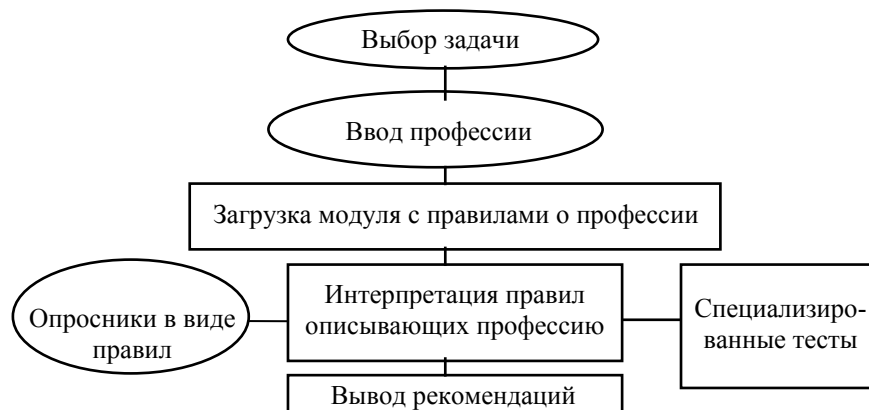 Выбор задачи
Ввод профессии
Загрузка модуля с правилами о профессии
Опросники в виде
правил
Интерпретация правил
описывающих профессию
Специализиро-
ванные тесты
Вывод рекомендаций